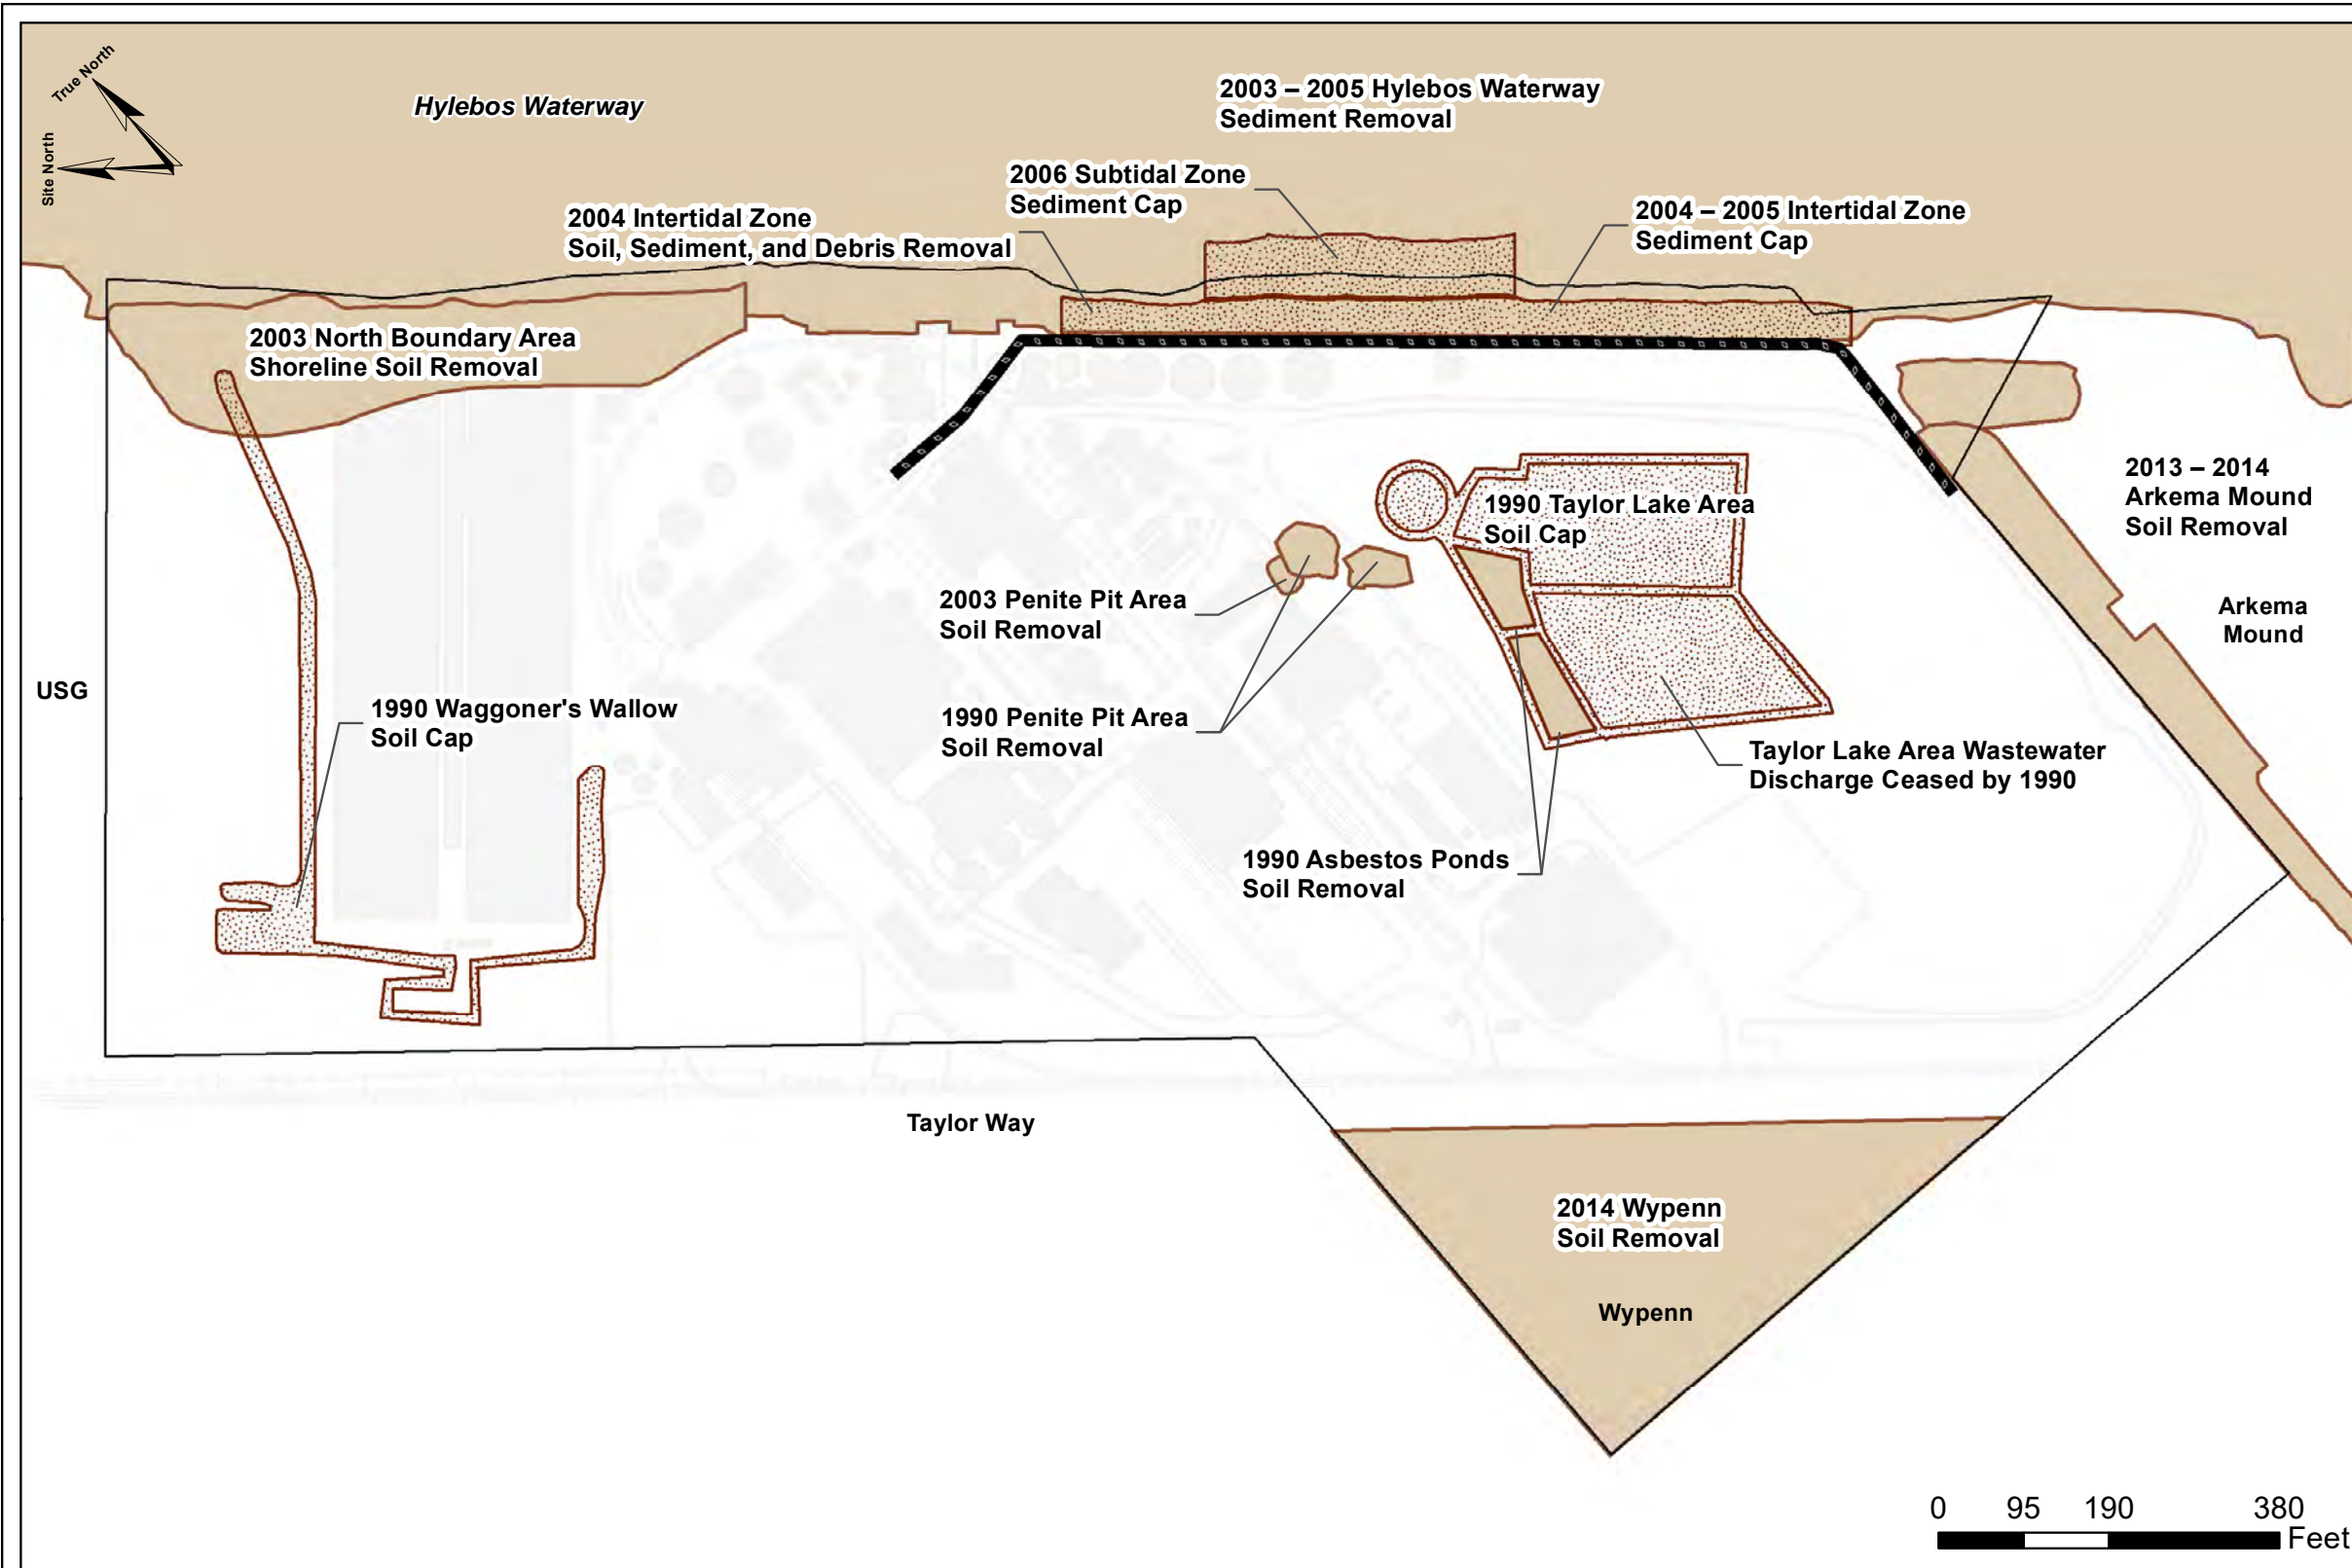 True North
Site North
Hylebos Waterway
2003 – 2005 Hylebos Waterway
Sediment Removal
2006 Subtidal Zone
Sediment Cap
2004 Intertidal Zone
Soil, Sediment, and Debris Removal
2004 – 2005 Intertidal Zone
Sediment Cap
2003 North Boundary Area
Shoreline Soil Removal
2013 – 2014
Arkema Mound
Soil Removal
1990 Taylor Lake Area
Soil Cap
2003 Penite Pit Area
Soil Removal
Arkema
Mound
USG
1990 Waggoner's Wallow
Soil Cap
1990 Penite Pit Area
Soil Removal
Taylor Lake Area Wastewater
Discharge Ceased by 1990
1990 Asbestos Ponds
Soil Removal
Taylor Way
2014 Wypenn
Soil Removal
Wypenn
0 95 190 380
Feet